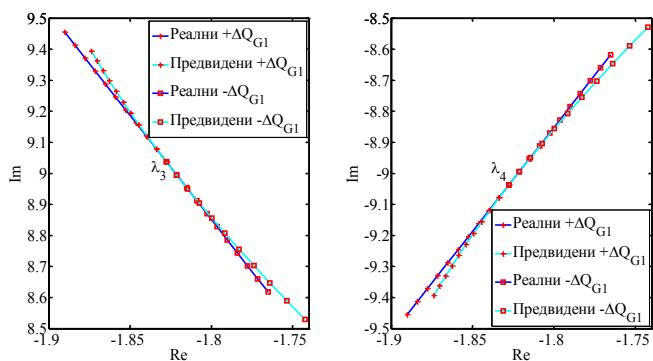 9.5
9.4
9.3
9.2
9.1
9
8.9
8.8
8.7
8.6
8.5
Im
-1.9
-1.85
-1.8
-1.75
Re
λ3
Реални +ΔQG1
Предвидени +ΔQG1
Реални -ΔQG1
Предвидени -ΔQG1
-8.5
-8.6
-8.7
-8.8
-8.9
-9
-9.1
-9.2
-9.3
-9.4
-9.5
Im
-1.9
-1.85
-1.8
-1.75
Re
λ4
Реални +ΔQG1
Предвидени +ΔQG1
Реални -ΔQG1
Предвидени -ΔQG1